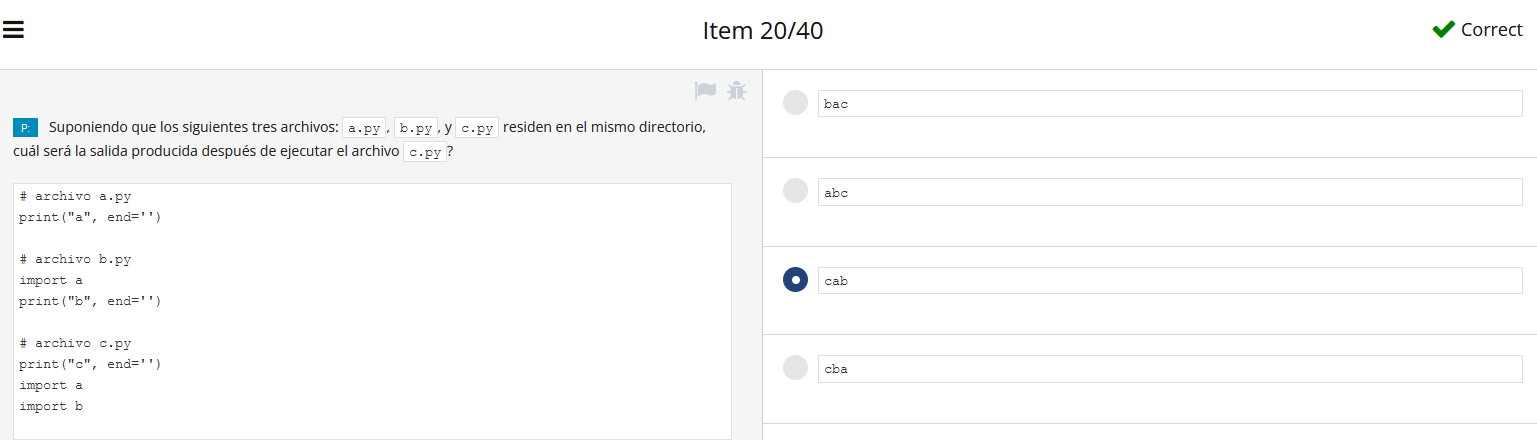 Item 20/40
Correct
P: Suponiendo que los siguientes tres archivos: a.py, b.py, y c.py residen en el mismo directorio,
cuál será la salida producida después de ejecutar el archivo c.py?
# archivo a.py
print("a", end='')
# archivo b.py
import a
print("b", end='')
# archivo c.py
print("c", end='')
import a
import b
bac
abc
cab
cba